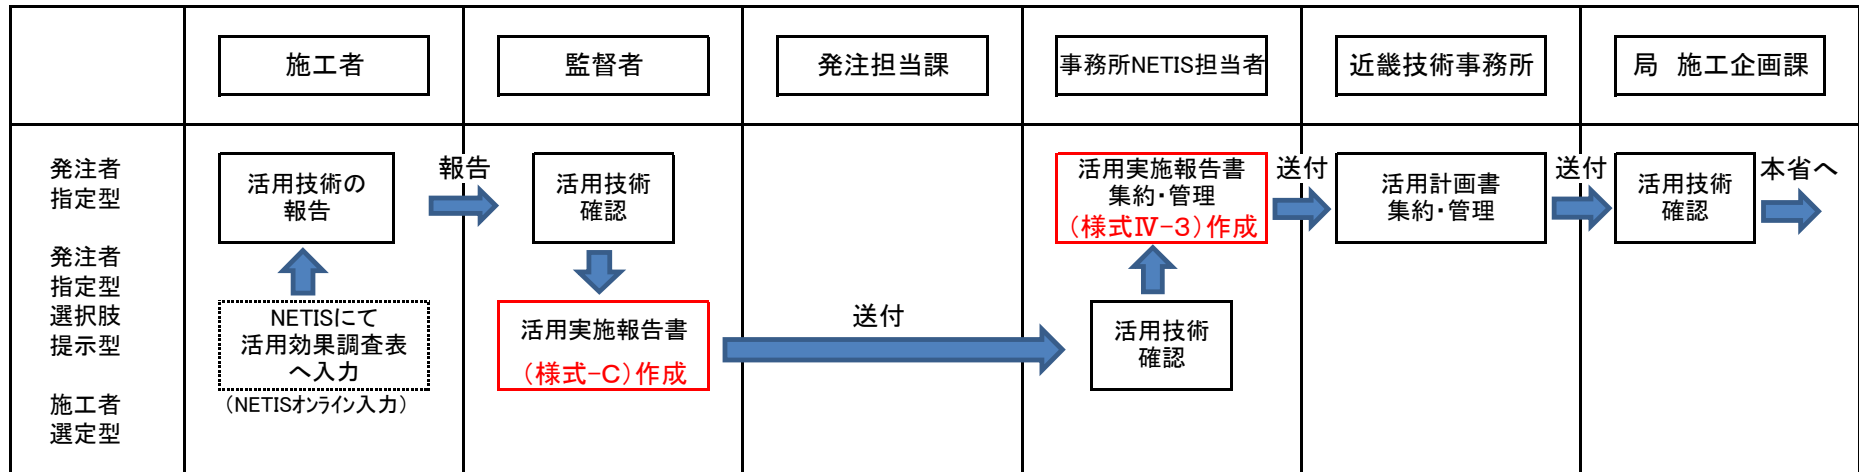 施工者
監督者
発注担当課
事務所NETIS担当者
近畿技術事務所
局　施工企画課
発注者
指定型
発注者
指定型
選択肢
提示型
施工者
選定型
活用技術の
報告
NETISにて
活用効果調査表
へ入力
（NETISオンライン入力）
報告
活用技術
確認
活用実施報告書
（様式-C）作成
送付
活用実施報告書
集約・管理
（様式Ⅳ-3）作成
活用技術
確認
送付
活用計画書
集約・管理
送付
活用技術
確認
本省へ